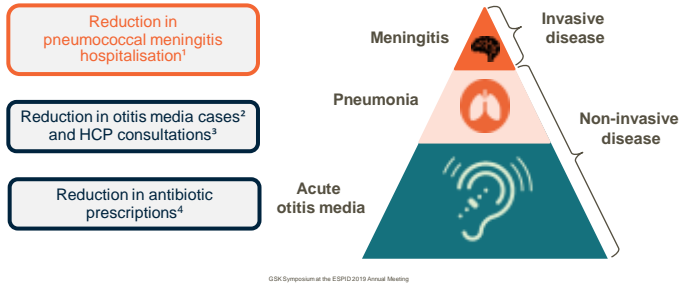 Reduction in
pneumococcal meningitis
hospitalisation¹
Reduction in otitis media cases²
and HCP consultations³
Reduction in antibiotic
prescriptions⁴
Meningitis
Pneumonia
Acute
otitis media
Invasive
disease
Non-invasive
disease
GSK Symposium at the ESPID 2019 Annual Meeting